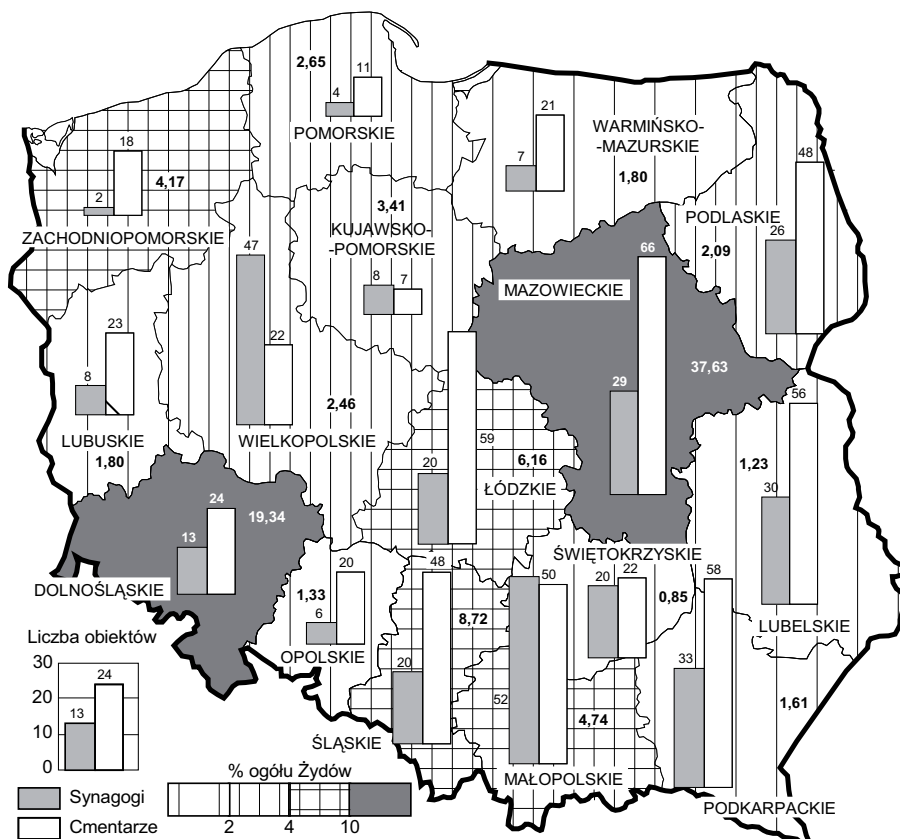 2,65
11
4
POMORSKIE
21
7
WARMIŃSKO-
-MAZURSKIE
1,80
48
PODLASKIE
26
2,09
18
2
4,17
ZACHODNIOPOMORSKIE
3,41
KUJAWSKO-
-POMORSKIE
8
7
47
22
2,46
WIELKOPOLSKIE
66
MAZOWIECKIE
29
37,63
23
8
LUBUSKIE
1,80
59
20
6,16
ŁÓDZKIE
56
1,23
30
LUBELSKIE
24
19,34
13
DOLNOŚLĄSKIE
20
1,33
6
OPOLSKIE
48
8,72
20
ŚLĄSKIE
ŚWIĘTOKRZYSKIE
20
22
0,85
50
52
4,74
MAŁOPOLSKIE
58
33
1,61
PODKARPACKIE
Liczba obiektów
30
24
20
13
10
0
Synagogi
Cmentarze
% ogółu Żydów
2 4 10